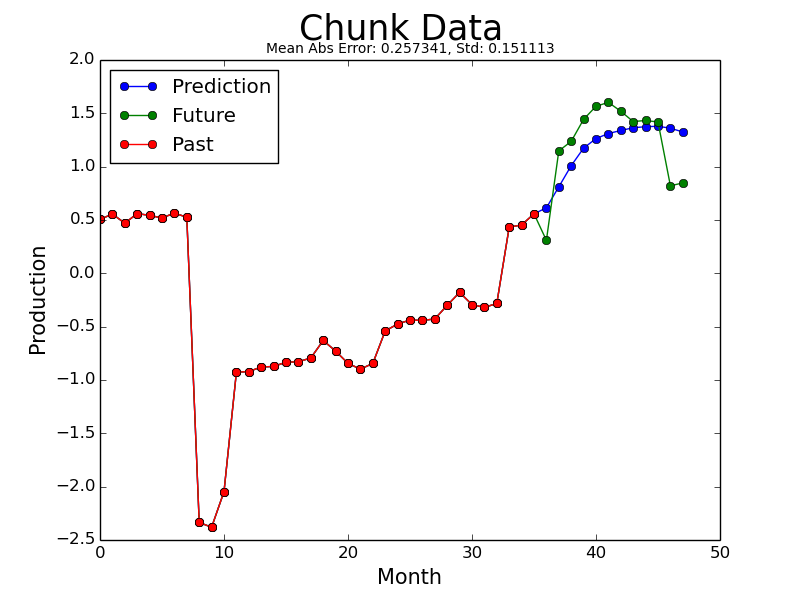 Chunk Data
Mean Abs Error: 0.257341, Std: 0.151113
2.0
1.5
1.0
0.5
0.0
−0.5
−1.0
−1.5
−2.0
−2.5
Production
Prediction
Future
Past
0 10 20 30 40 50
Month